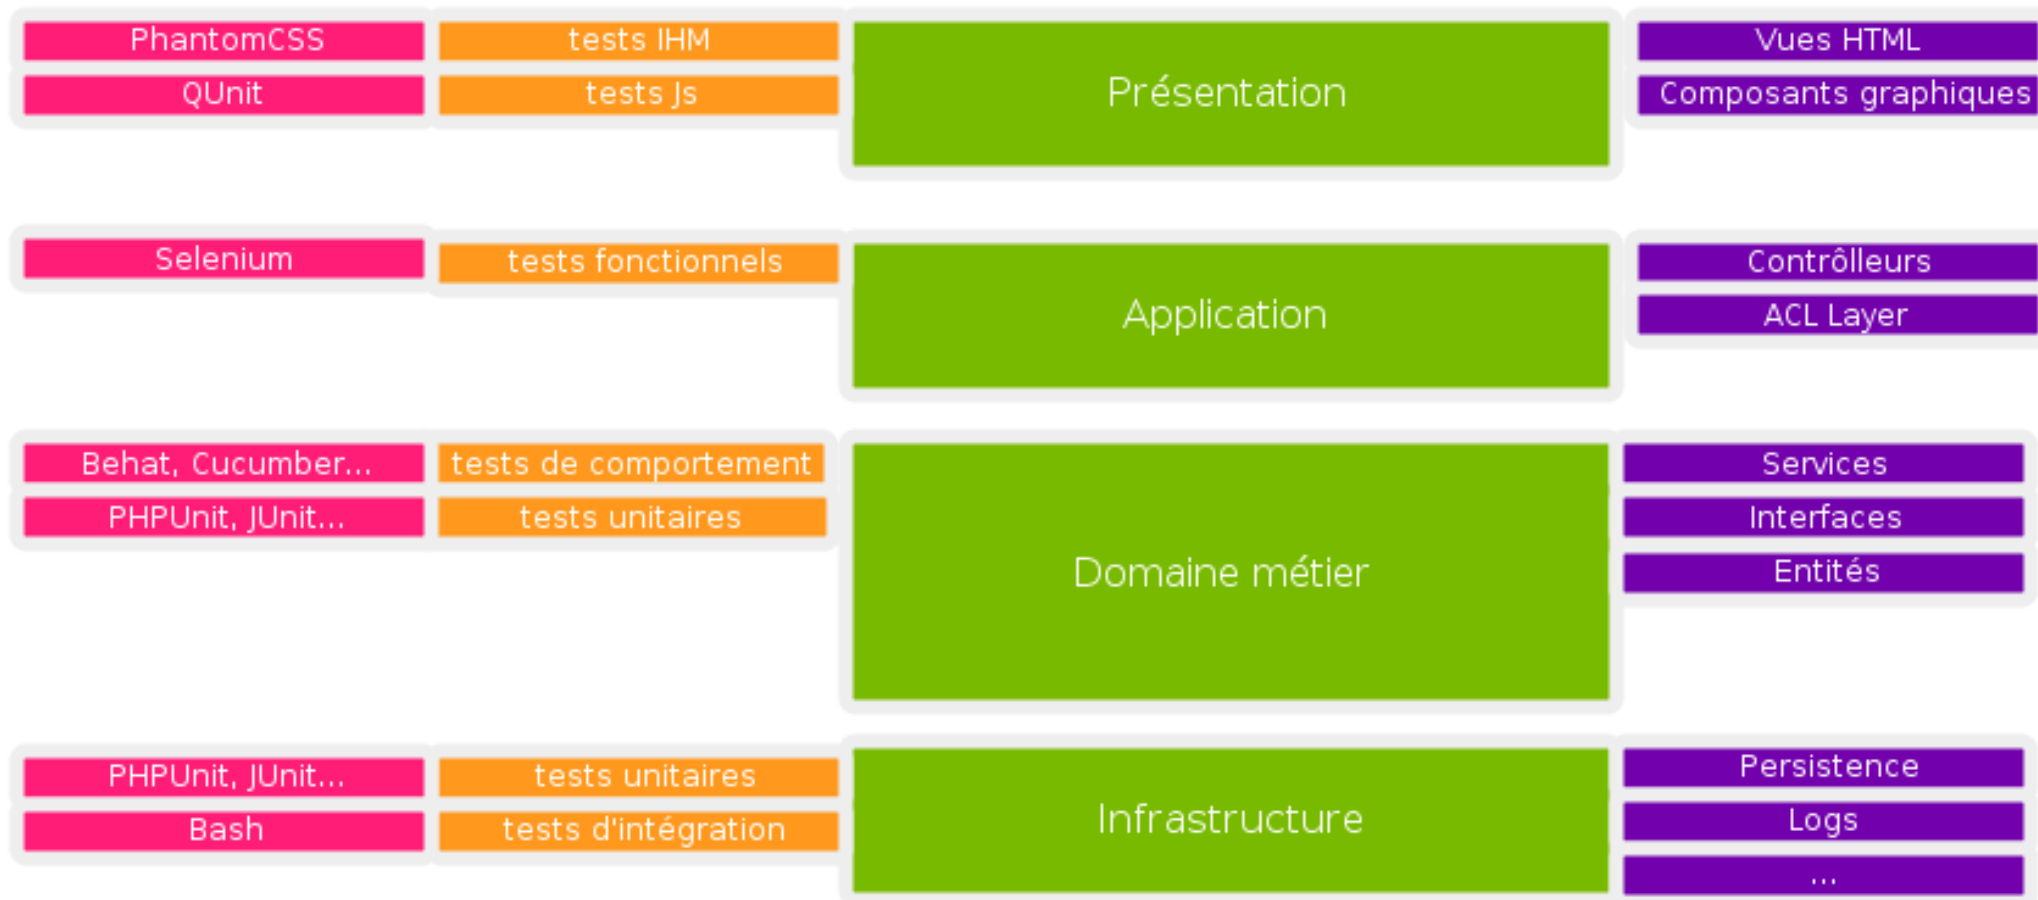 PhantomCSS
tests IHM
Présentation
Vues HTML
QUnit
tests Js
Composants graphiques
Selenium
tests fonctionnels
Application
Contrôlleurs
ACL Layer
Behat, Cucumber...
tests de comportement
Domaine métier
Services
PHPUnit, JUnit...
tests unitaires
Interfaces
Entités
PHPUnit, JUnit...
tests unitaires
Infrastructure
Persistence
Bash
tests d'intégration
Logs
...